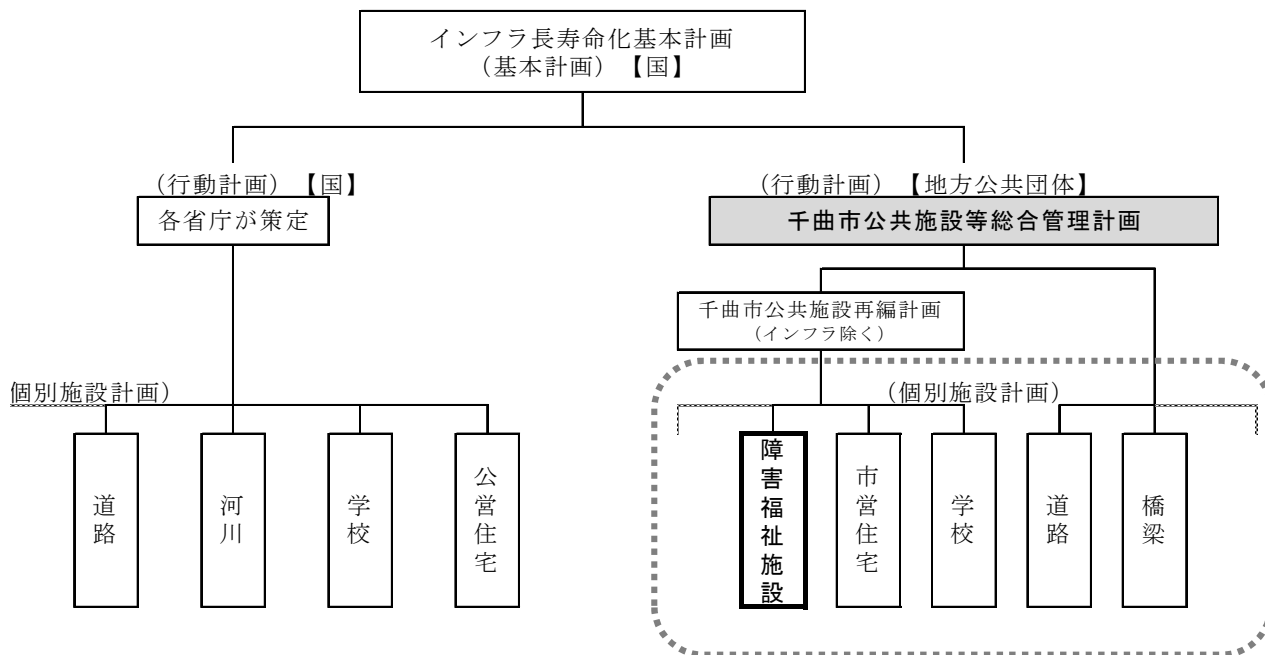 インフラ長寿命化基本計画
(基本計画)【国】
(行動計画)【国】
各省庁が策定
(行動計画)【地方公共団体】
千曲市公共施設等総合管理計画
千曲市公共施設再編計画
(インフラ除く)
個別施設計画)
(個別施設計画)
道路
河川
学校
公営住宅
障害福祉施設
市営住宅
学校
道路
橋梁